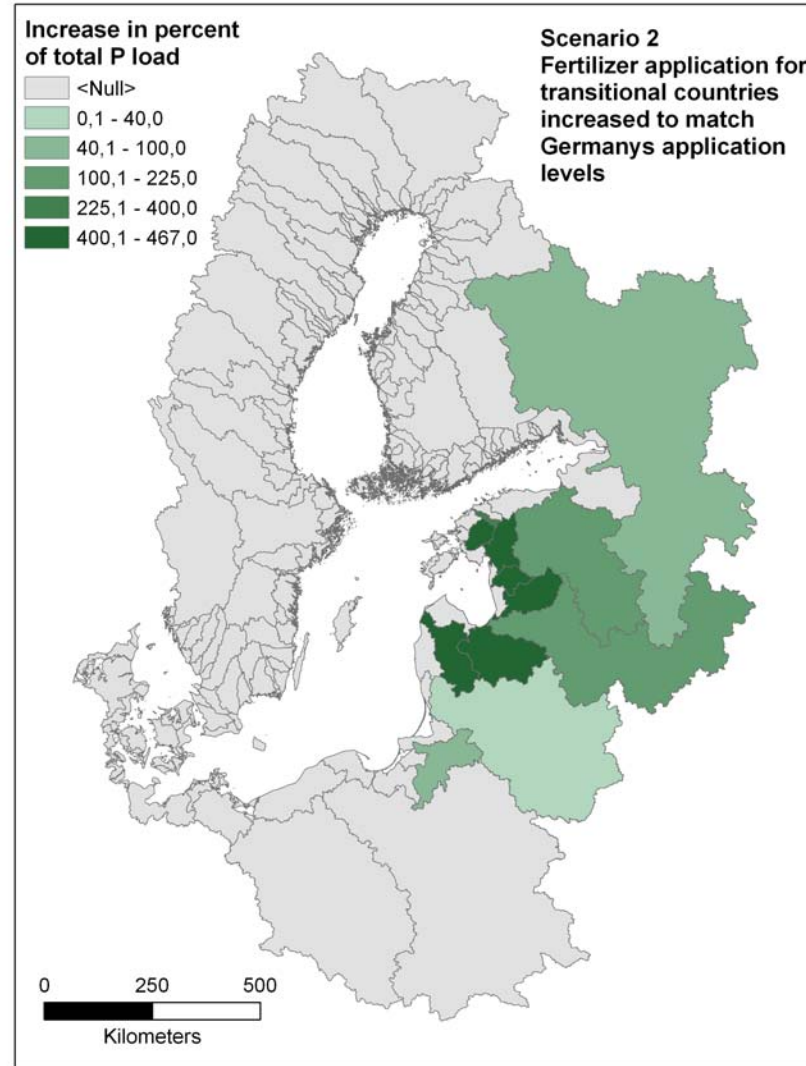 Increase in percent
of total P load
<Null>
0,1 - 40,0
40,1 - 100,0
100,1 - 225,0
225,1 - 400,0
400,1 - 467,0
Scenario 2
Fertilizer application for
transitional countries
increased to match
Germanys application
levels
0 250 500
Kilometers